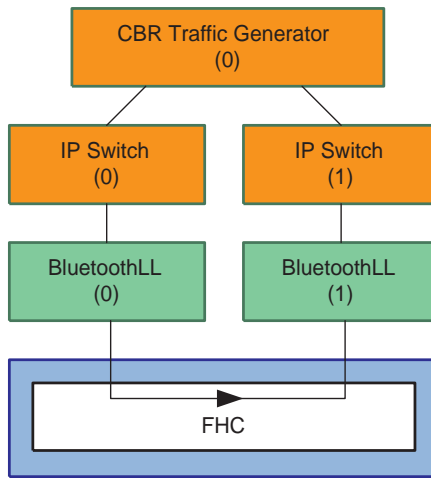 CBR Traffic Generator
(0)
IP Switch
(0)
IP Switch
(1)
BluetoothLL
(0)
BluetoothLL
(1)
FHC